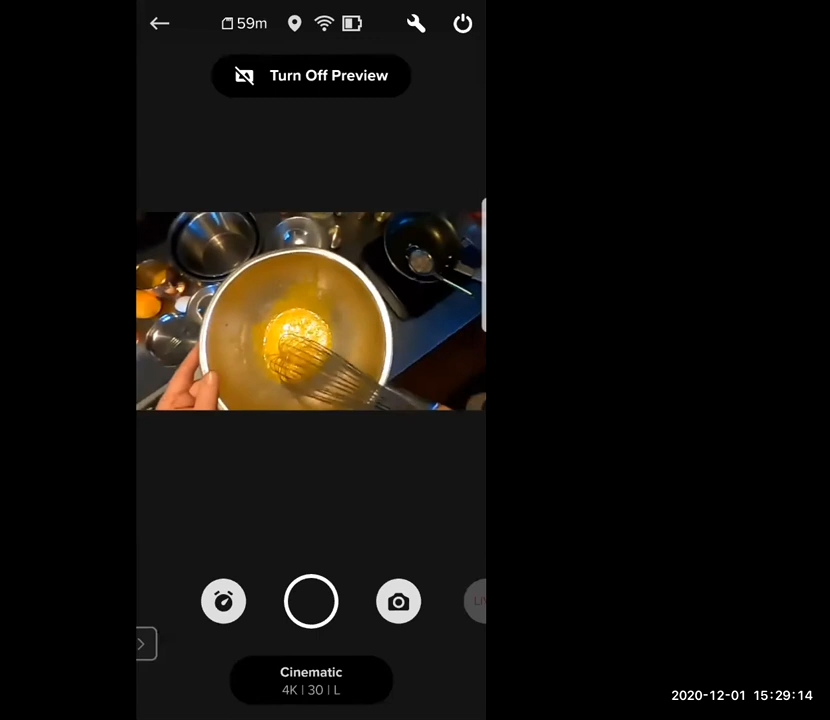 59m
Turn Off Preview
Cinematic
4K | 30 | L
2020-12-01 15:29:14